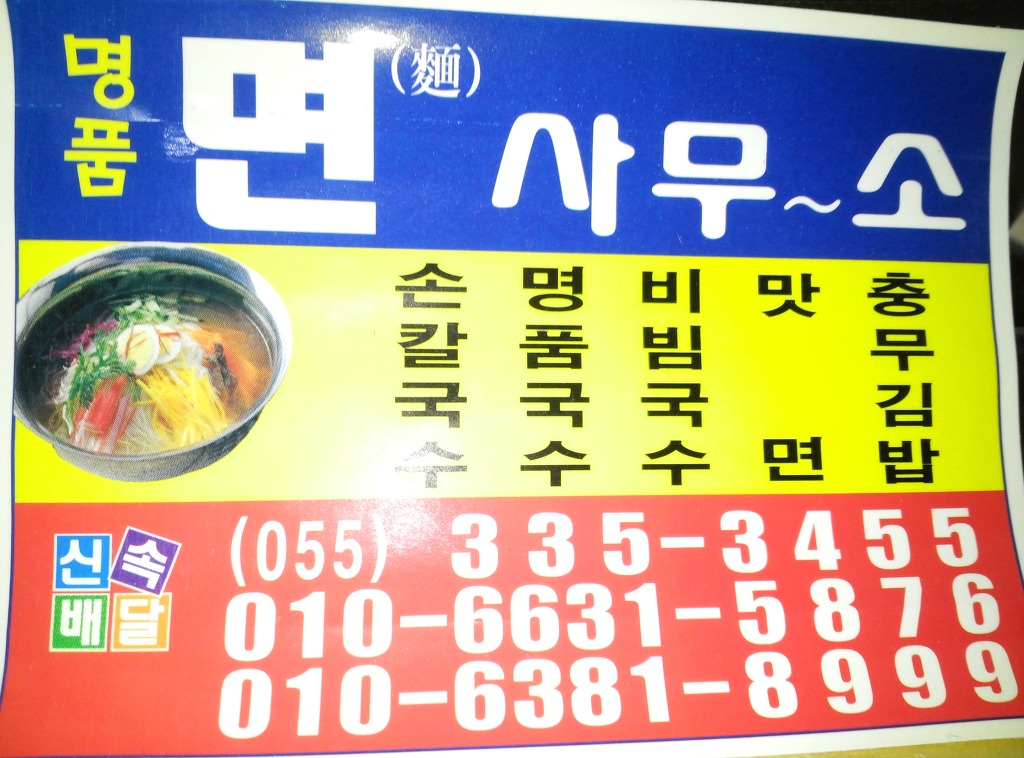 명품 면(麵) 사무~소
손칼국수
명품국수
비빔국수
맛면
충무김밥
신속배달
(055) 335-3455
010-6631-5876
010-6381-8999